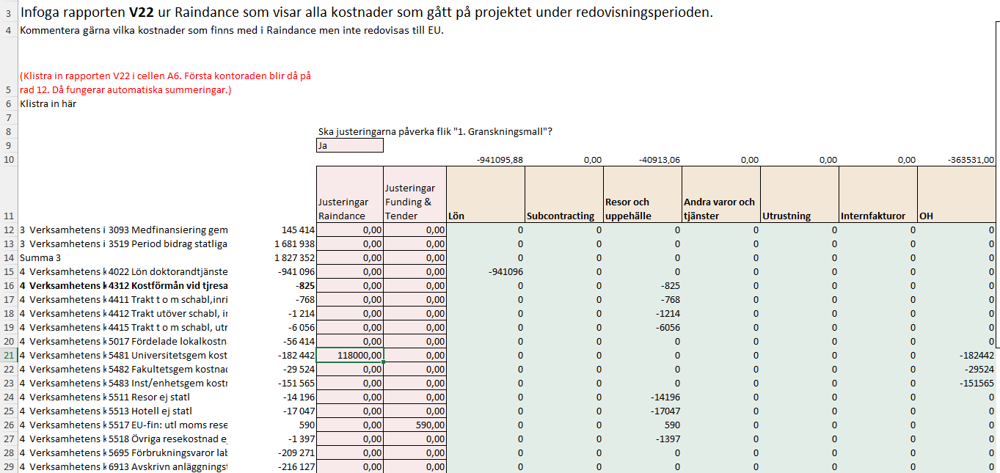 3 Infoga rapporten V22 ur Raindance som visar alla kostnader som gått på projektet under redovisningsperioden.
4 Kommentera gärna vilka kostnader som finns med i Raindance men inte redovisas till EU.
(Klistra in rapporten V22 i cellen A6. Första kontoraden blir då på
5 rad 12. Då fungerar automatiska summeringar.)
6 Klistra in här
7
8 Ska justeringarna påverka flik "1. Granskningsmall"?
9 Ja
10 -941095,88 0,00 -40913,06 0,00 0,00 0,00 -363531,00
Justeringar
Justeringar Funding & Resor och Andra varor och
11 Raindance Tender Lön Subcontracting uppehälle tjänster Utrustning Internfakturor OH
12 3 Verksamhetens i 3093 Medfinansiering gem 145 414 0,00 0,00 0 0 0 0 0 0 0
13 3 Verksamhetens i 3519 Period bidrag statliga 1 681 938 0,00 0,00 0 0 0 0 0 0 0
14 Summa 3 1 827 352 0,00 0,00 0 0 0 0 0 0 0
15 4 Verksamhetens k 4022 Lön doktorandtjänste -941 096 0,00 0,00 -941096 0 0 0 0 0 0
16 4 Verksamhetens k 4312 Kostförmån vid tjresa -825 0,00 0,00 0 0 -825 0 0 0 0
17 4 Verksamhetens k 4411 Trakt t o m schabl,inri -768 0,00 0,00 0 0 -768 0 0 0 0
18 4 Verksamhetens k 4412 Trakt utöver schabl, in -1 214 0,00 0,00 0 0 -1214 0 0 0 0
19 4 Verksamhetens k 4415 Trakt t o m schabl, utr -6 056 0,00 0,00 0 0 -6056 0 0 0 0
20 4 Verksamhetens k 5017 Fördelade lokalkostn -56 414 0,00 0,00 0 0 0 0 0 0 0
21 4 Verksamhetens k 5481 Universitetsgem kost -182 442 118000,00 0,00 0 0 0 0 0 0 -182442
22 4 Verksamhetens k 5482 Fakultetsgem kostnad -29 524 0,00 0,00 0 0 0 0 0 0 -29524
23 4 Verksamhetens k 5483 Inst/enhetsgem kostn -151 565 0,00 0,00 0 0 0 0 0 0 -151565
24 4 Verksamhetens k 5511 Resor ej statl -14 196 0,00 0,00 0 0 -14196 0 0 0 0
25 4 Verksamhetens k 5513 Hotell ej statl -17 047 0,00 0,00 0 0 -17047 0 0 0 0
26 4 Verksamhetens k 5517 EU-fin: utl moms rese 590 0,00 590,00 0 0 590 0 0 0 0
27 4 Verksamhetens k 5518 Övriga resekostnad ej -1 397 0,00 0,00 0 0 -1397 0 0 0 0
28 4 Verksamhetens k 5695 Förbrukningsvaror lab -209 271 0,00 0,00 0 0 0 0 0 0 0
29 4 Verksamhetens k 6913 Avskrivn anläggningst -216 127 0,00 0,00 0 0 0 0 0 0 0